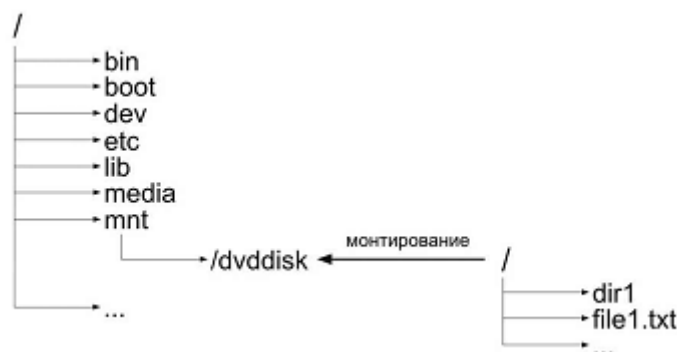 /
bin
boot
dev
etc
lib
media
mnt
/dvddisk
монтирование
/
...
dir1
file1.txt
...